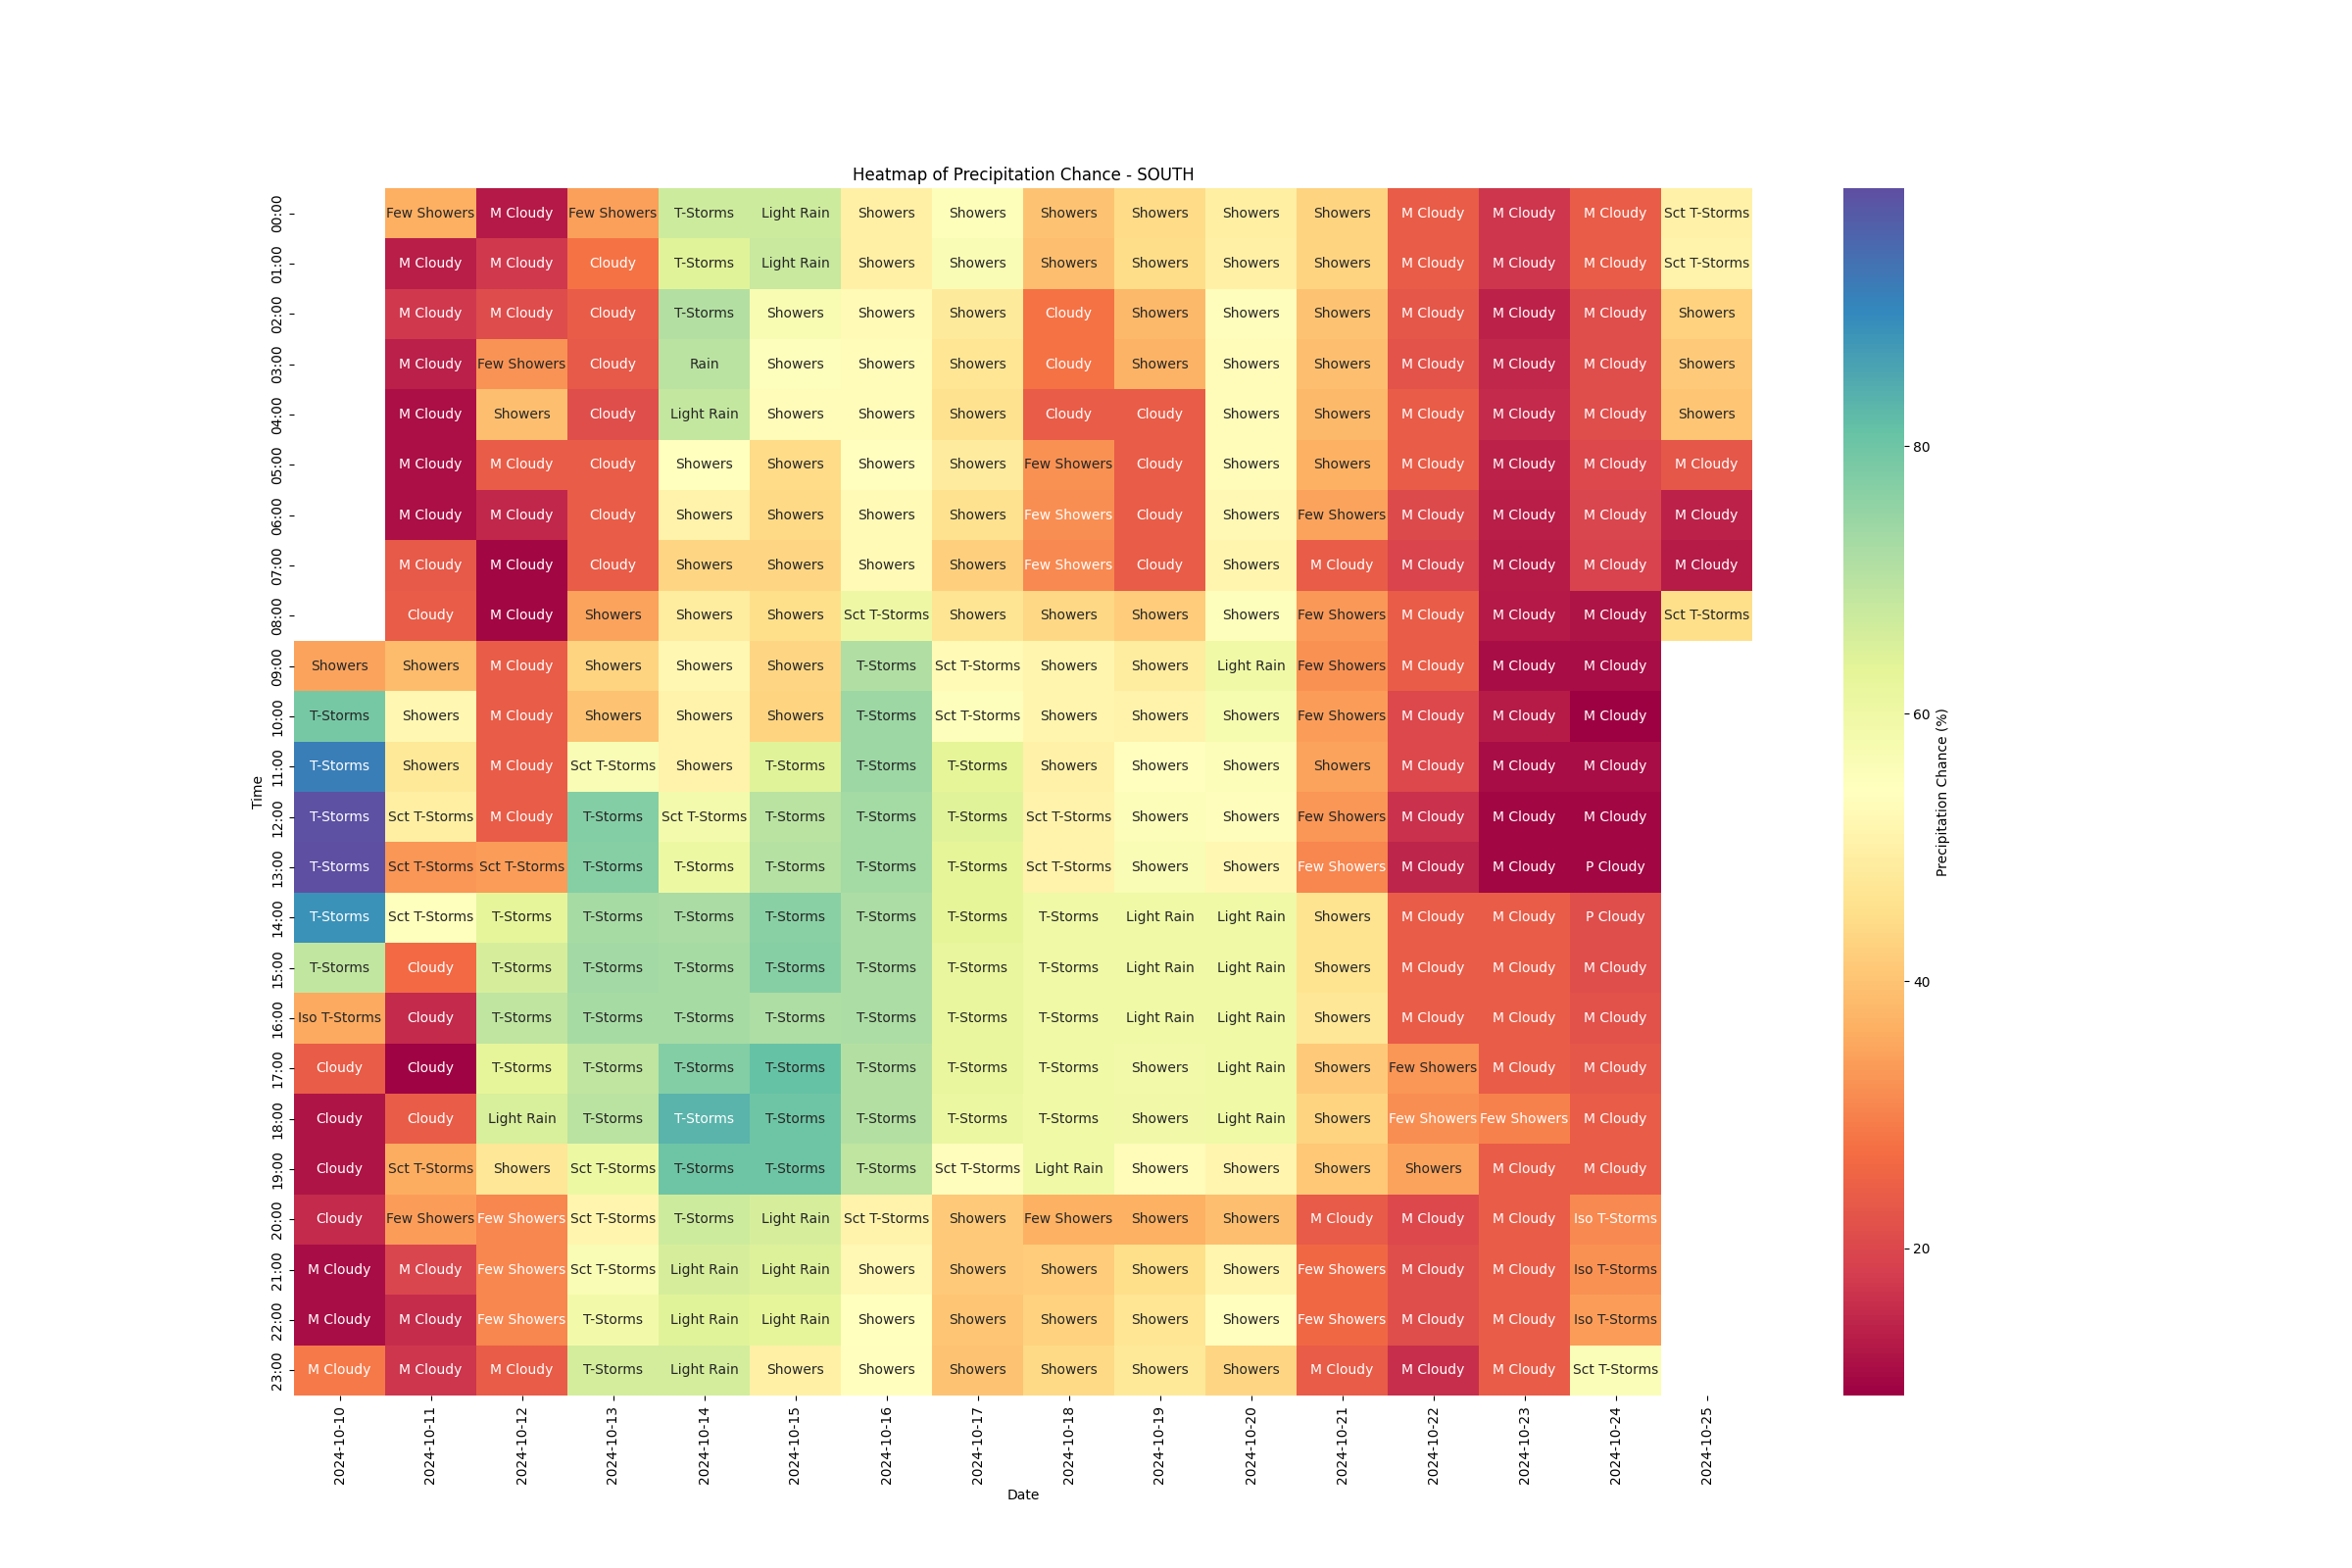 Heatmap of Precipitation Chance - SOUTH
00:00 Few Showers M Cloudy Few Showers T-Storms Light Rain Showers Showers Showers Showers Showers Showers M Cloudy M Cloudy M Cloudy Sct T-Storms
01:00 M Cloudy M Cloudy Cloudy T-Storms Light Rain Showers Showers Showers Showers Showers Showers M Cloudy M Cloudy M Cloudy Sct T-Storms
02:00 M Cloudy M Cloudy Cloudy T-Storms Showers Showers Showers Cloudy Showers Showers Showers M Cloudy M Cloudy M Cloudy Showers
03:00 M Cloudy Few Showers Cloudy Rain Showers Showers Showers Cloudy Showers Showers Showers M Cloudy M Cloudy M Cloudy Showers
04:00 M Cloudy Showers Cloudy Light Rain Showers Showers Showers Cloudy Cloudy Showers Showers M Cloudy M Cloudy M Cloudy Showers
05:00 M Cloudy M Cloudy Cloudy Showers Showers Showers Showers Few Showers Cloudy Showers Showers M Cloudy M Cloudy M Cloudy M Cloudy
06:00 M Cloudy M Cloudy Cloudy Showers Showers Showers Showers Few Showers Cloudy Showers Few Showers M Cloudy M Cloudy M Cloudy M Cloudy
07:00 M Cloudy M Cloudy Cloudy Showers Showers Showers Showers Few Showers Cloudy Showers M Cloudy M Cloudy M Cloudy M Cloudy M Cloudy
08:00 Cloudy M Cloudy Showers Showers Showers Sct T-Storms Showers Showers Showers Showers Few Showers M Cloudy M Cloudy M Cloudy Sct T-Storms
09:00 Showers Showers M Cloudy Showers Showers Showers T-Storms Sct T-Storms Showers Showers Light Rain Few Showers M Cloudy M Cloudy M Cloudy
10:00 T-Storms Showers M Cloudy Showers Showers Showers T-Storms Sct T-Storms Showers Showers Showers Few Showers M Cloudy M Cloudy M Cloudy
11:00 T-Storms Showers M Cloudy Sct T-Storms Showers T-Storms T-Storms T-Storms Showers Showers Showers Showers M Cloudy M Cloudy M Cloudy
12:00 T-Storms Sct T-Storms M Cloudy T-Storms Sct T-Storms T-Storms T-Storms T-Storms Sct T-Storms Showers Showers Few Showers M Cloudy M Cloudy M Cloudy
13:00 T-Storms Sct T-Storms Sct T-Storms T-Storms T-Storms T-Storms T-Storms T-Storms Sct T-Storms Showers Showers Few Showers M Cloudy M Cloudy P Cloudy
14:00 T-Storms Sct T-Storms T-Storms T-Storms T-Storms T-Storms T-Storms T-Storms T-Storms Light Rain Light Rain Showers M Cloudy M Cloudy P Cloudy
15:00 T-Storms Cloudy T-Storms T-Storms T-Storms T-Storms T-Storms T-Storms T-Storms Light Rain Light Rain Showers M Cloudy M Cloudy M Cloudy
16:00 Iso T-Storms Cloudy T-Storms T-Storms T-Storms T-Storms T-Storms T-Storms T-Storms Light Rain Light Rain Showers M Cloudy M Cloudy M Cloudy
17:00 Cloudy Cloudy T-Storms T-Storms T-Storms T-Storms T-Storms T-Storms T-Storms Showers Light Rain Showers Few Showers M Cloudy M Cloudy
18:00 Cloudy Cloudy Light Rain T-Storms T-Storms T-Storms T-Storms T-Storms T-Storms Showers Light Rain Showers Few Showers Few Showers M Cloudy
19:00 Cloudy Sct T-Storms Showers Sct T-Storms T-Storms T-Storms T-Storms Sct T-Storms Light Rain Showers Showers Showers Showers M Cloudy M Cloudy
20:00 Cloudy Few Showers Few Showers Sct T-Storms T-Storms Light Rain Sct T-Storms Showers Few Showers Showers Showers M Cloudy M Cloudy M Cloudy Iso T-Storms
21:00 M Cloudy M Cloudy Few Showers Sct T-Storms Light Rain Light Rain Showers Showers Showers Showers Showers Few Showers M Cloudy M Cloudy Iso T-Storms
22:00 M Cloudy M Cloudy Few Showers T-Storms Light Rain Light Rain Showers Showers Showers Showers Showers Few Showers M Cloudy M Cloudy Iso T-Storms
23:00 M Cloudy M Cloudy M Cloudy T-Storms Light Rain Showers Showers Showers Showers Showers Showers M Cloudy M Cloudy M Cloudy Sct T-Storms
Time
2024-10-10 2024-10-11 2024-10-12 2024-10-13 2024-10-14 2024-10-15 2024-10-16 2024-10-17 2024-10-18 2024-10-19 2024-10-20 2024-10-21 2024-10-22 2024-10-23 2024-10-24 2024-10-25
Date
80
60
40
20
Precipitation Chance (%)